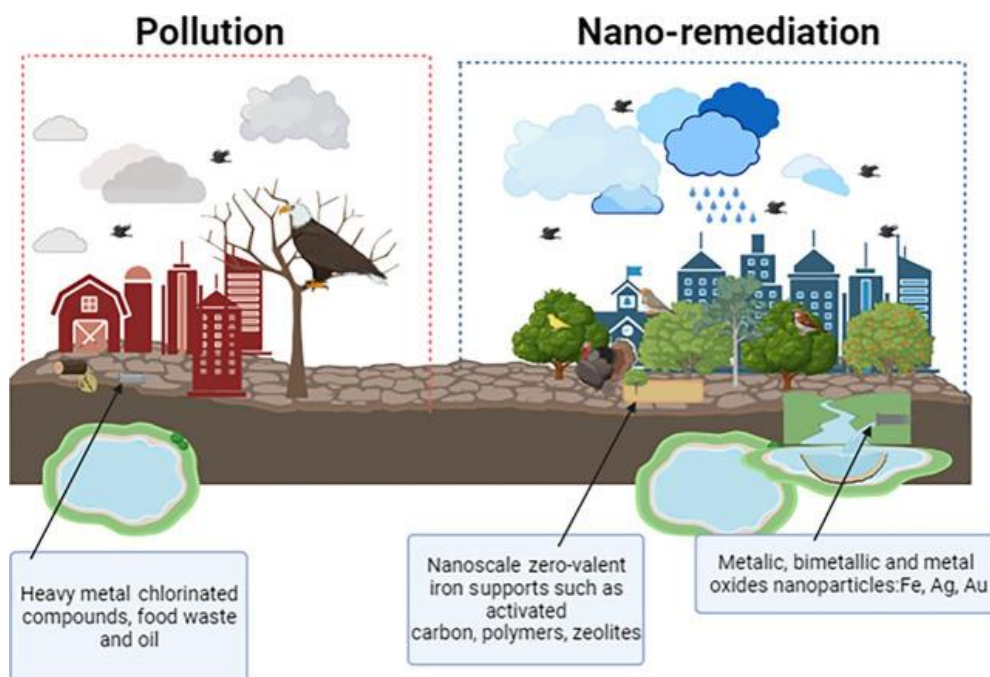 Pollution
Nano-remediation
Heavy metal chlorinated
compounds, food waste
and oil
Nanoscale zero-valent
iron supports such as
activated
carbon, polymers, zeolites
Metalic, bimetallic and metal
oxides nanoparticles:Fe, Ag, Au